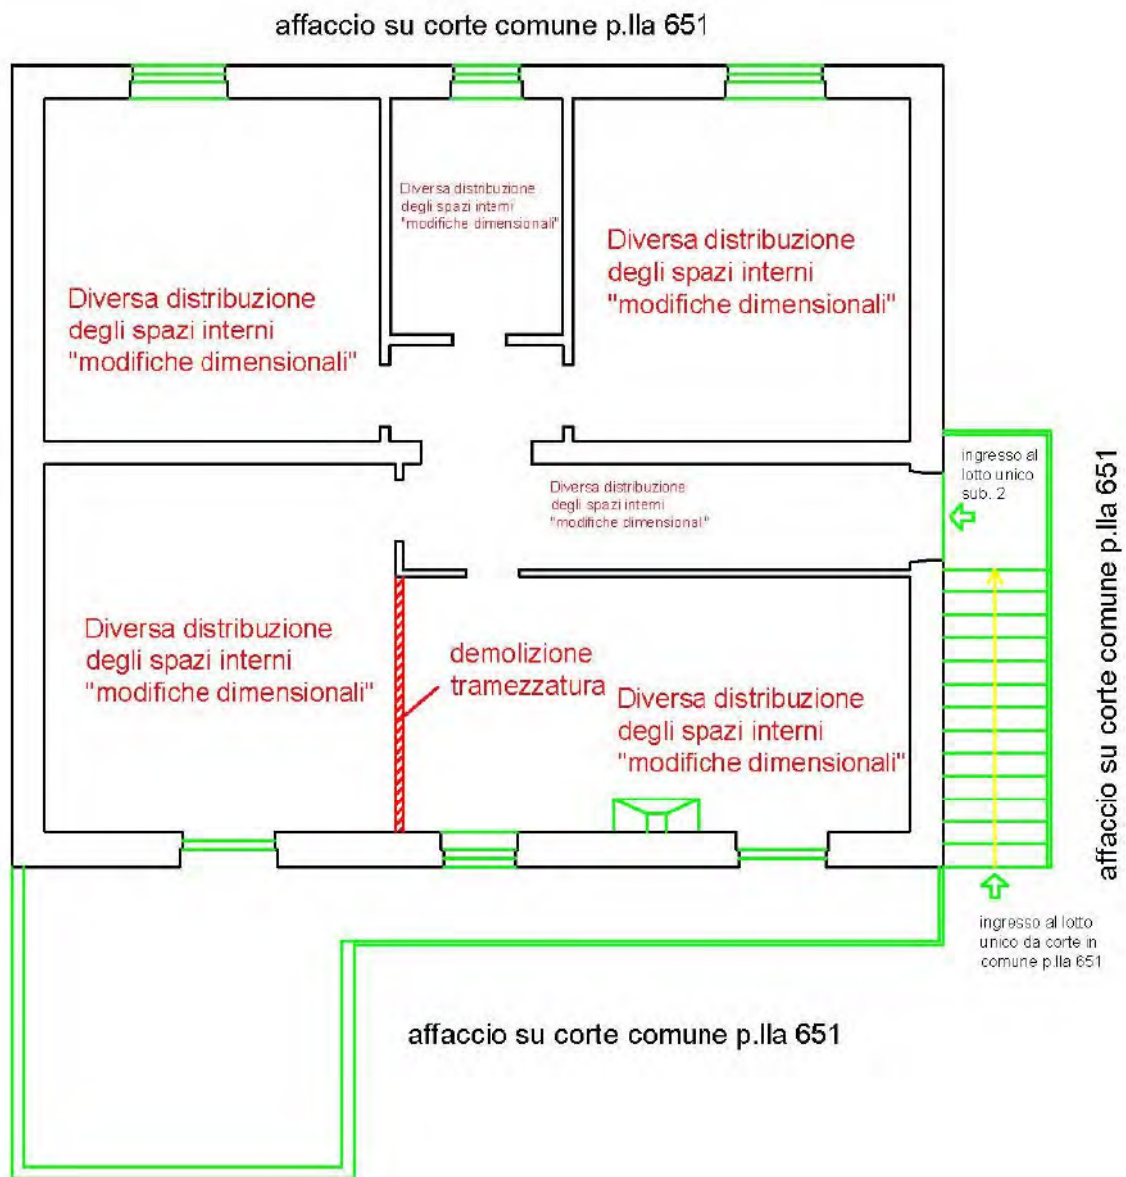 affaccio su corte comune p.lla 651
Diversa distribuzione
degli spazi interni
"modifiche dimensionali"
Diversa distribuzione
degli spazi interni
"modifiche dimensionali"
Diversa distribuzione
degli spazi interni
"modifiche dimensionali"
ingresso al
lotto unico
sub. 2
Diversa distribuzione
degli spazi interni
"modifiche dimensional"
affaccio su corte comune p.lla 651
Diversa distribuzione
degli spazi interni
"modifiche dimensionali"
demolizione
tramezzatura
Diversa distribuzione
degli spazi interni
"modifiche dimensionali"
ingresso al lotto
unico da corte in
comune p.lla 651
affaccio su corte comune p.lla 651